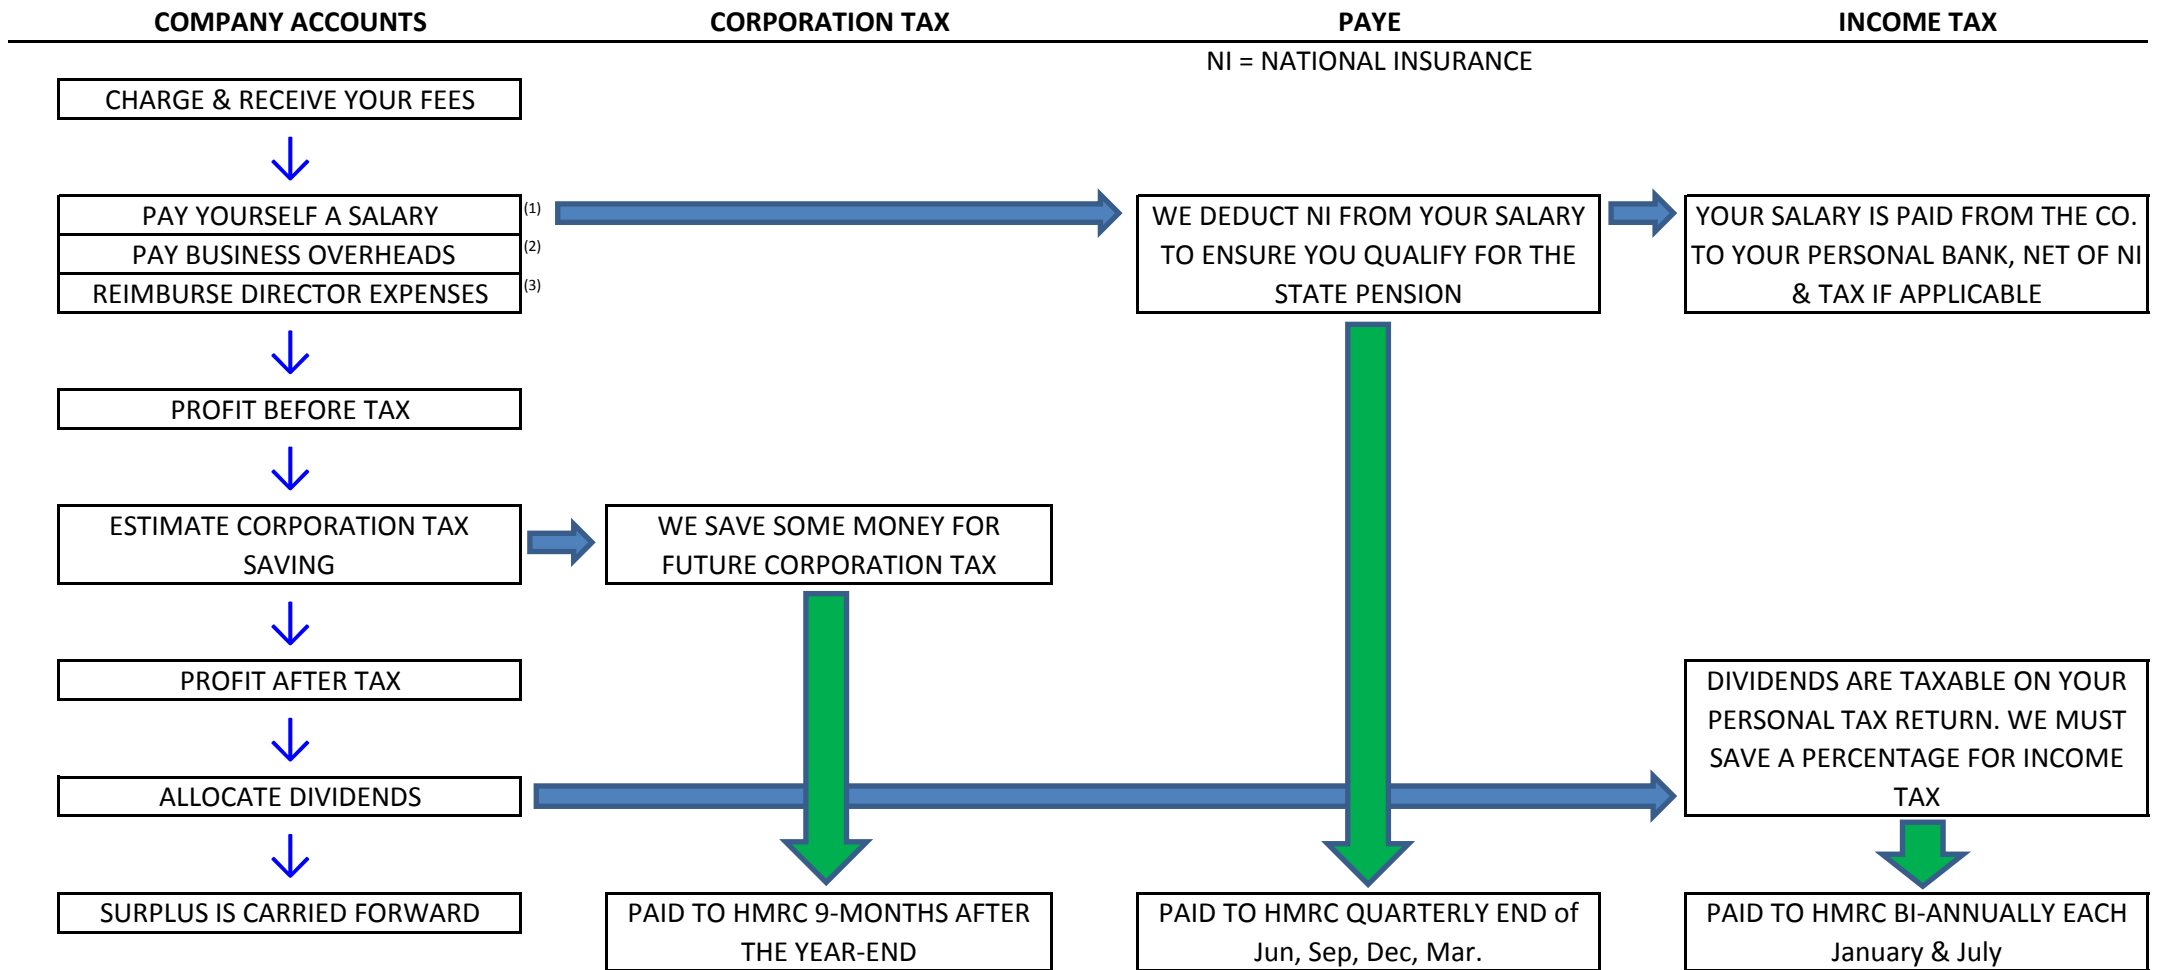 COMPANY ACCOUNTS
CORPORATION TAX
PAYE
INCOME TAX
NI = NATIONAL INSURANCE
CHARGE & RECEIVE YOUR FEES
PAY YOURSELF A SALARY (1)
PAY BUSINESS OVERHEADS (2)
REIMBURSE DIRECTOR EXPENSES (3)
WE DEDUCT NI FROM YOUR SALARY
TO ENSURE YOU QUALIFY FOR THE
STATE PENSION
YOUR SALARY IS PAID FROM THE CO.
TO YOUR PERSONAL BANK, NET OF NI
& TAX IF APPLICABLE
PROFIT BEFORE TAX
ESTIMATE CORPORATION TAX
SAVING
WE SAVE SOME MONEY FOR
FUTURE CORPORATION TAX
PROFIT AFTER TAX
DIVIDENDS ARE TAXABLE ON YOUR
PERSONAL TAX RETURN. WE MUST
SAVE A PERCENTAGE FOR INCOME
TAX
ALLOCATE DIVIDENDS
SURPLUS IS CARRIED FORWARD
PAID TO HMRC 9-MONTHS AFTER
THE YEAR-END
PAID TO HMRC QUARTERLY END of
Jun, Sep, Dec, Mar.
PAID TO HMRC BI-ANNUALLY EACH
January & July